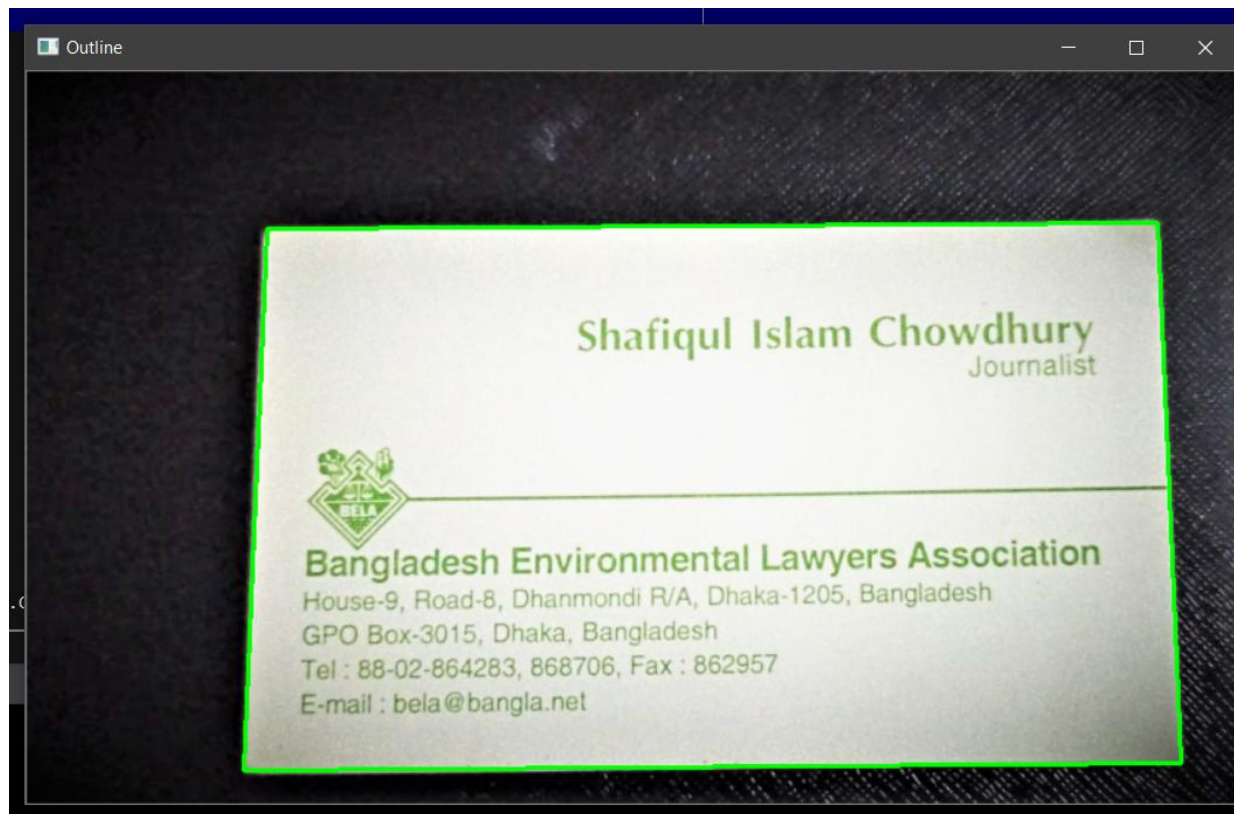 Outline
Shafiqul Islam Chowdhury
Journalist
BELA
Bangladesh Environmental Lawyers Association
House-9, Road-8, Dhanmondi R/A, Dhaka-1205, Bangladesh
GPO Box-3015, Dhaka, Bangladesh
Tel : 88-02-864283, 868706, Fax : 862957
E-mail : bela@bangla.net